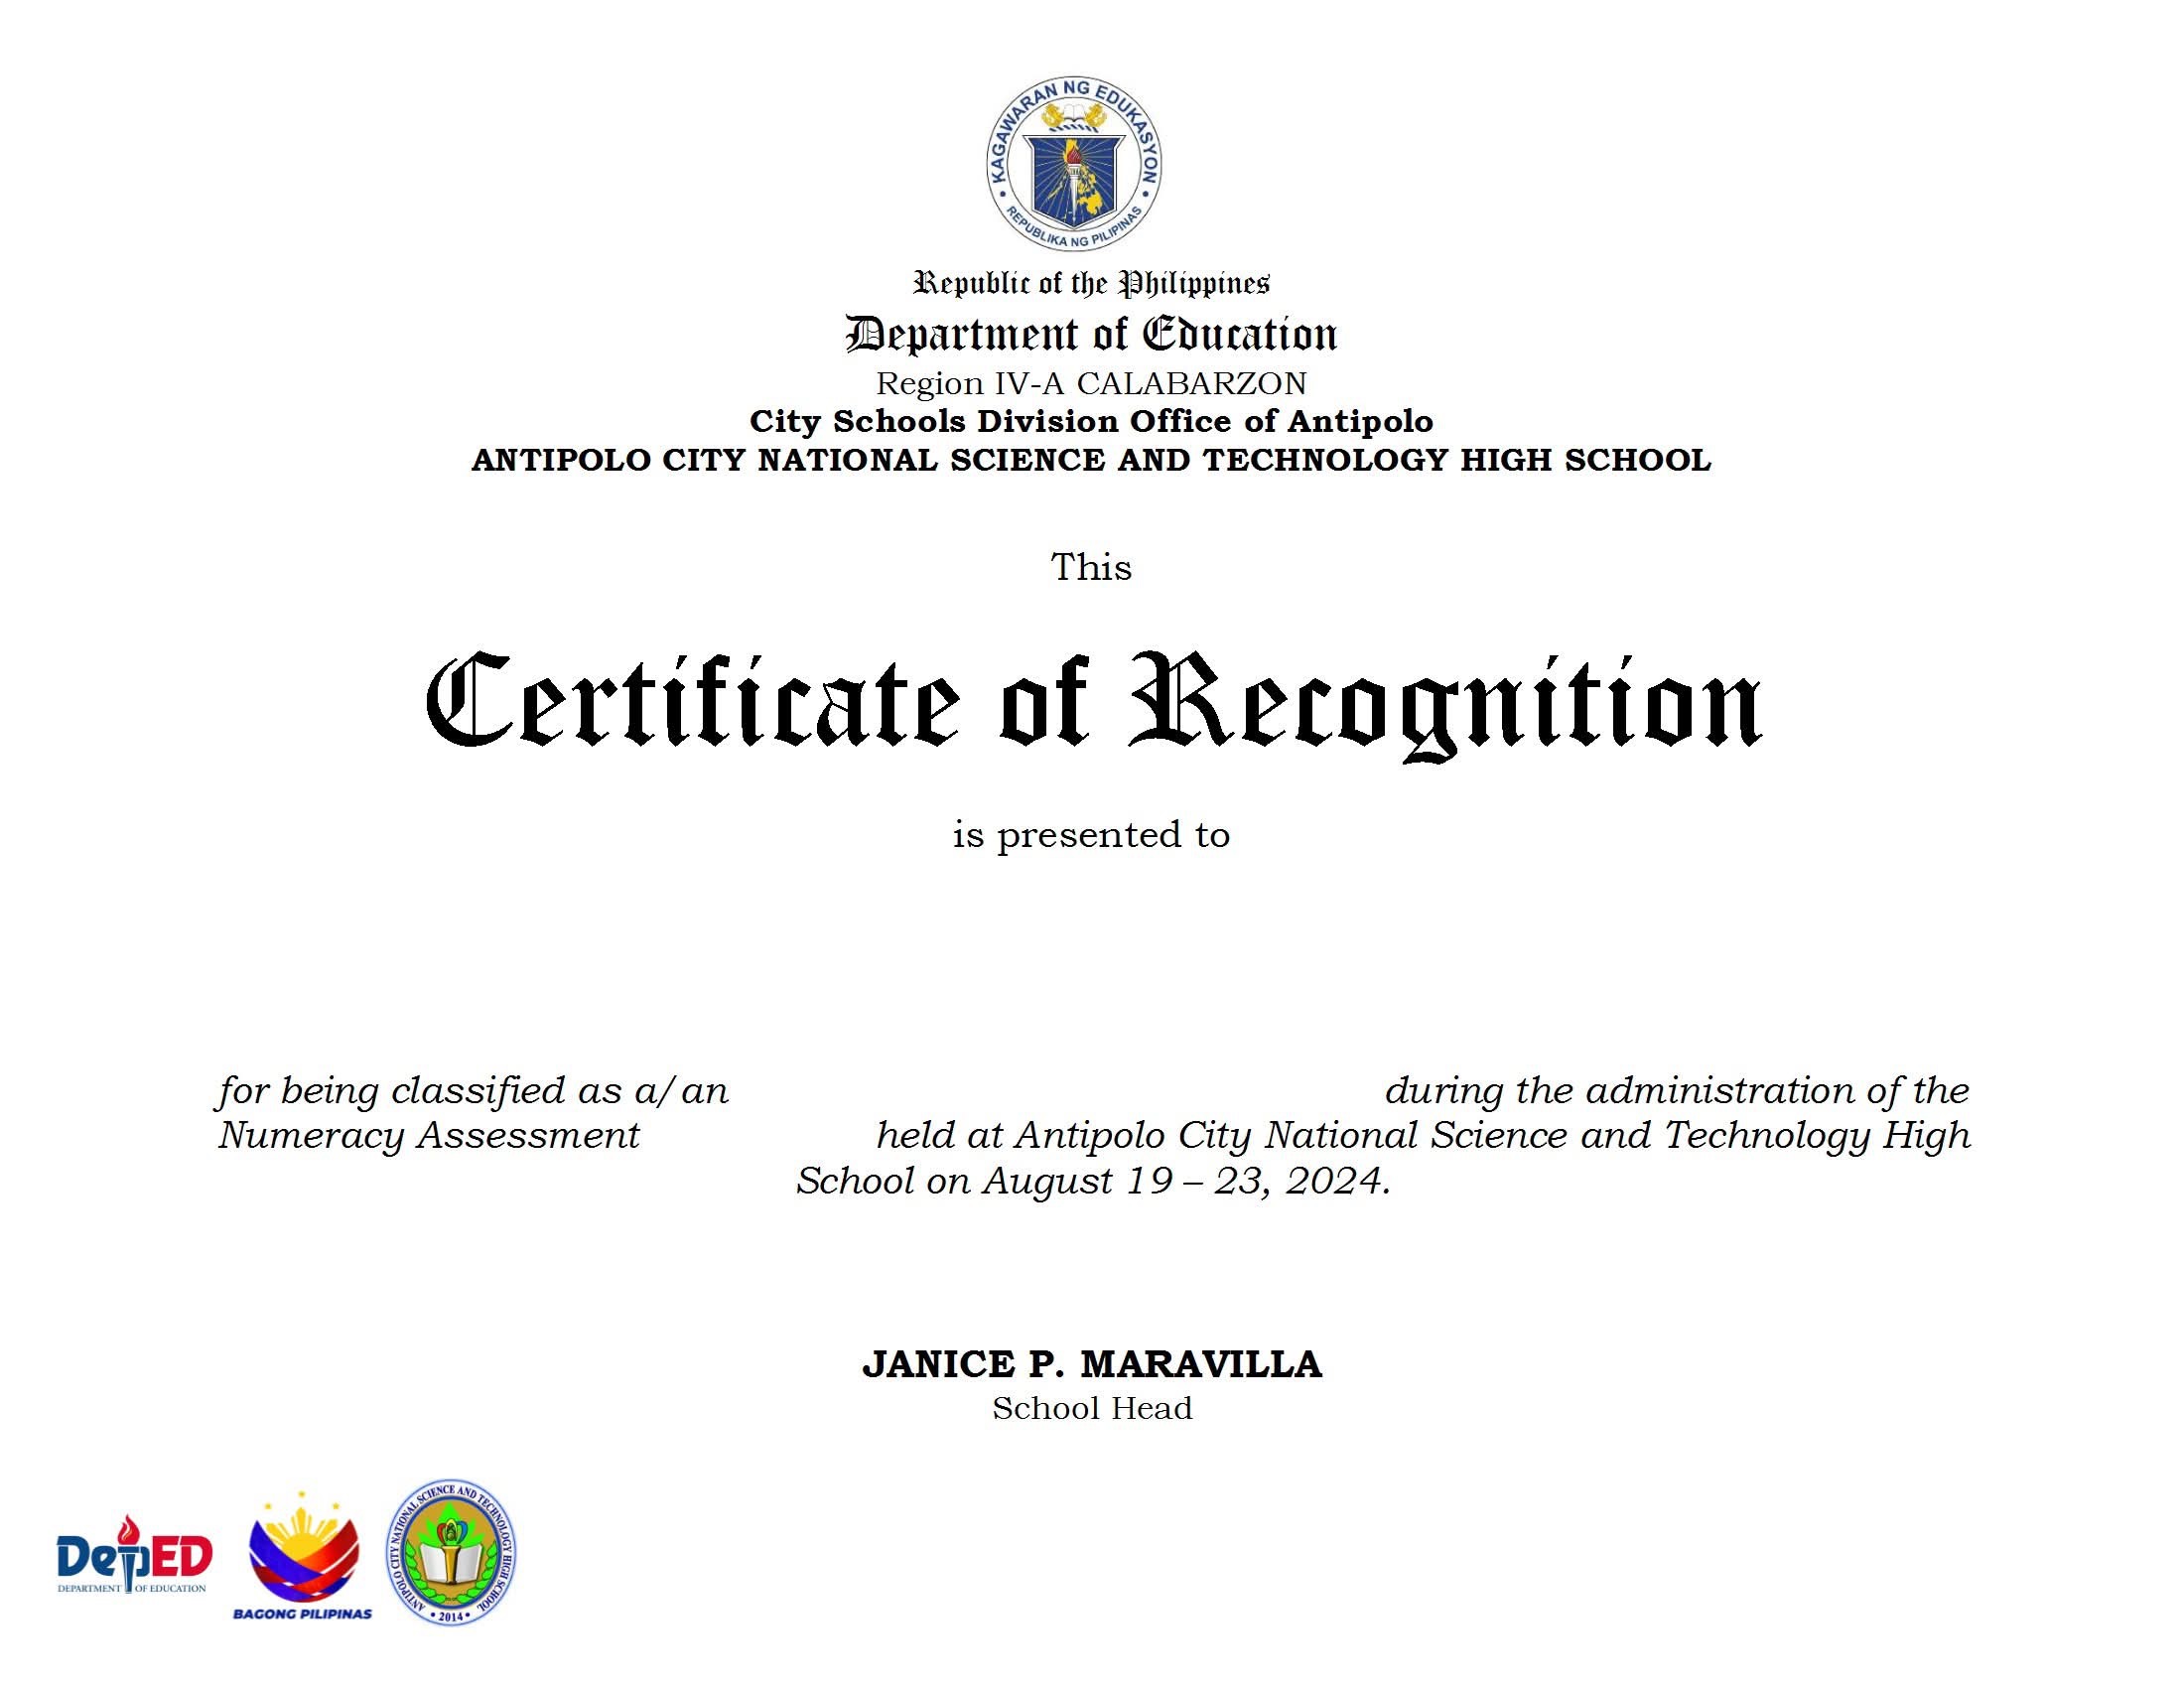 KAGAWARAN NG EDUKASYON
REPUBLIKA NG PILIPINAS
Republic of the Philippines
Department of Education
Region IV-A CALABARZON
City Schools Division Office of Antipolo
ANTIPOLO CITY NATIONAL SCIENCE AND TECHNOLOGY HIGH SCHOOL
This
Certificate of Recognition
is presented to
for being classified as a/an during the administration of the
Numeracy Assessment held at Antipolo City National Science and Technology High
School on August 19 – 23, 2024.
JANICE P. MARAVILLA
School Head
DepED
DEPARTMENT OF EDUCATION
BAGONG PILIPINAS
ANTIPOLO CITY NATIONAL SCIENCE AND TECHNOLOGY HIGH SCHOOL
• 2014 •